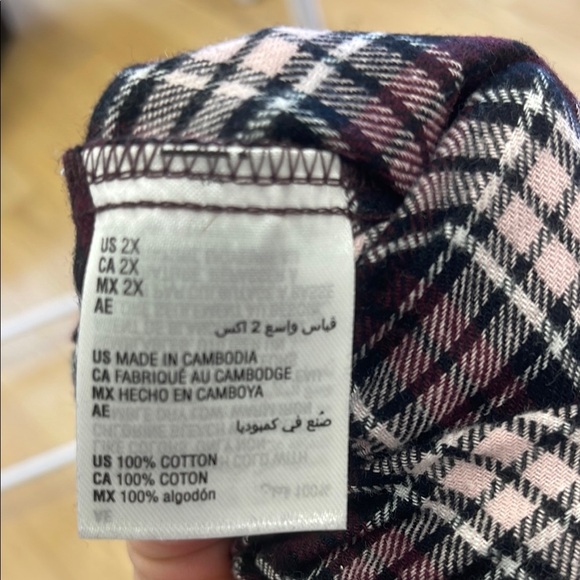 US 2X
CA 2X
MX 2X
AE
قياس واسع 2 اكس
US MADE IN CAMBODIA
CA FABRIQUÉ AU CAMBODGE
MX HECHO EN CAMBOYA
AE
صُنع في كمبوديا
US 100% COTTON
CA 100% COTON
MX 100% algodón